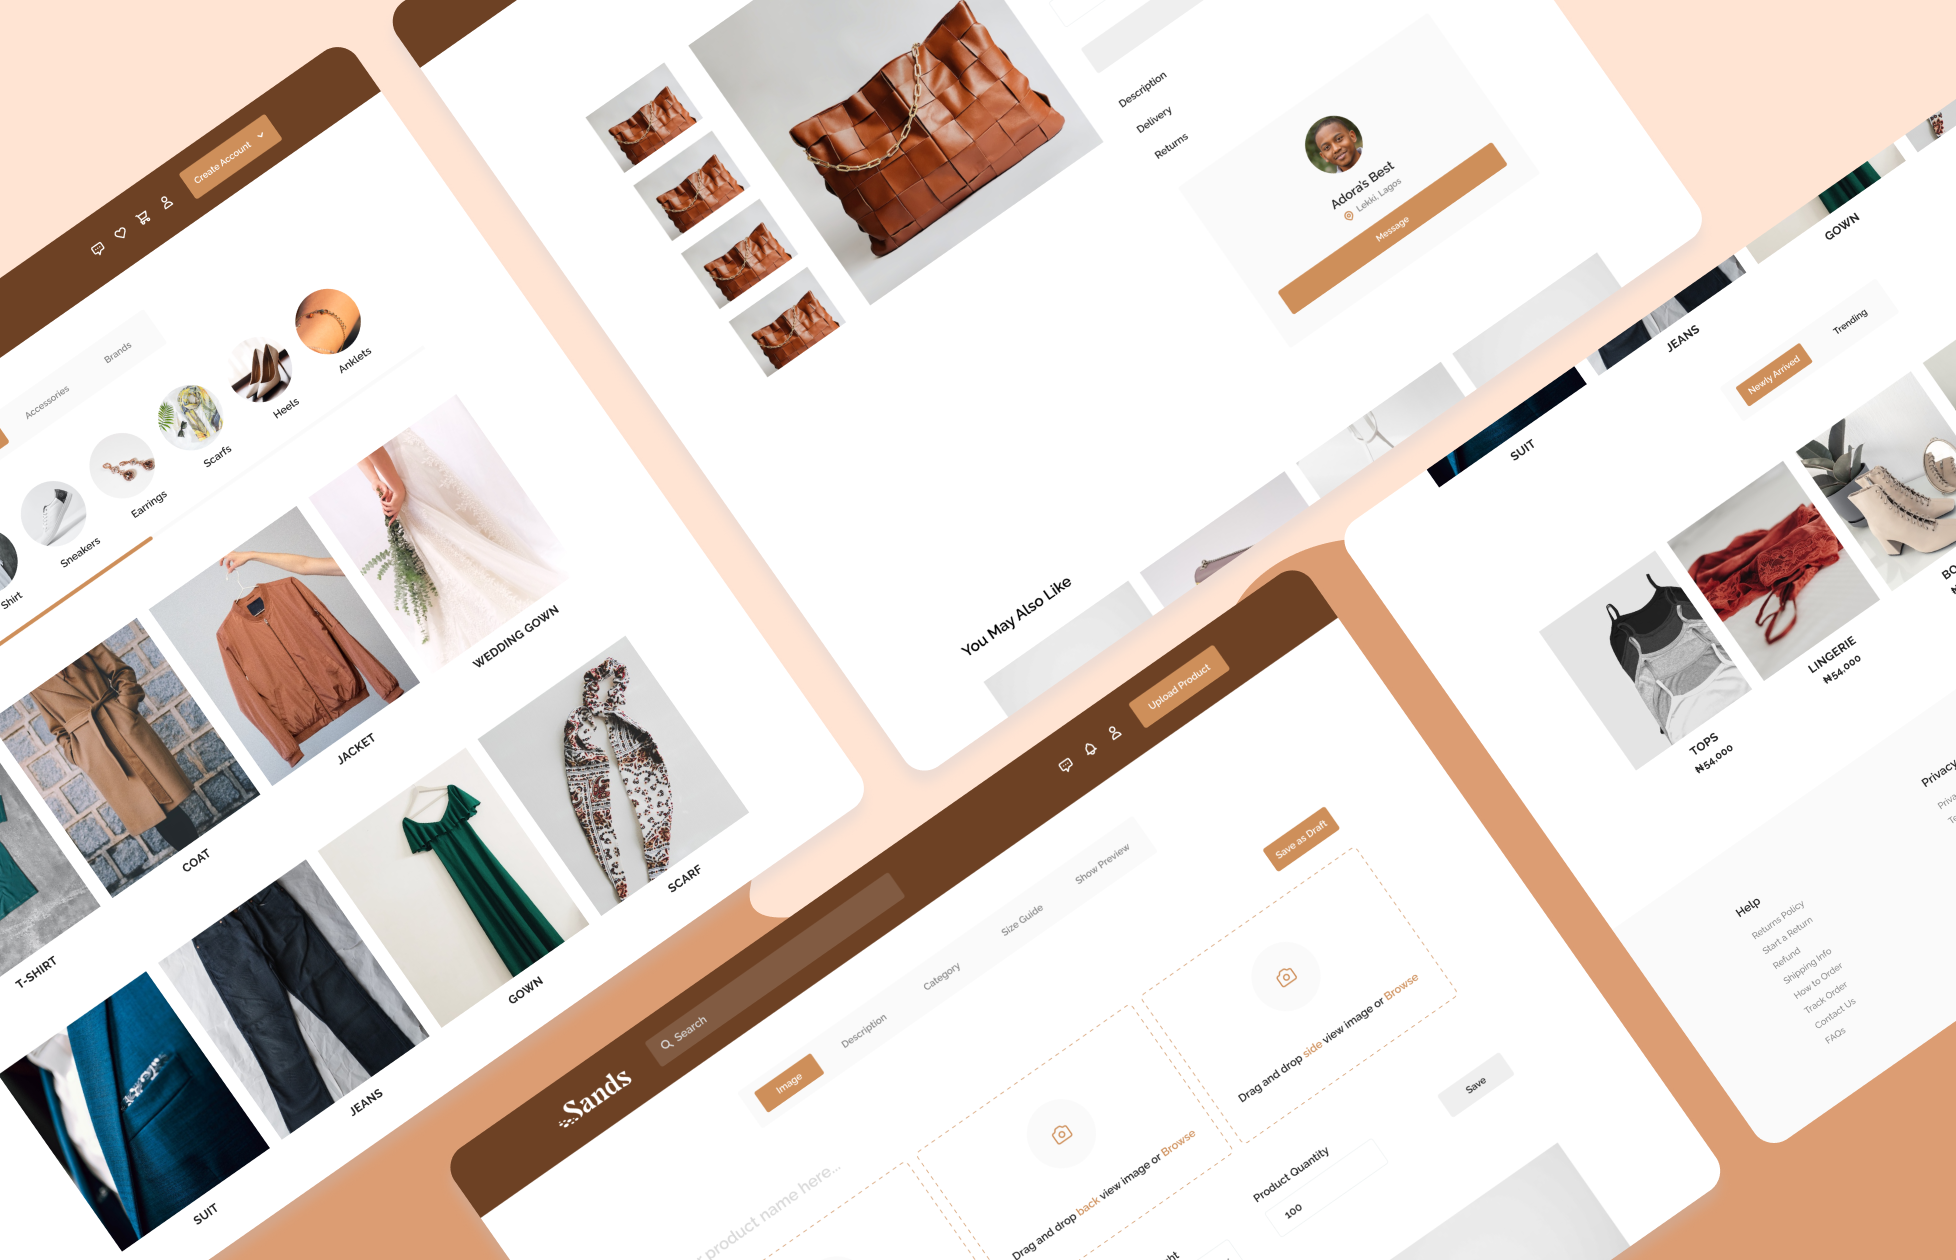 Create Account
Brands
Accessories
Anklets
Heels
Scarfs
Earrings
Sneakers
Shirt
WEDDING GOWN
JACKET
COAT
T-SHIRT
SCARF
GOWN
JEANS
SUIT
Description
Delivery
Returns
Adora's Best
Lekki, Lagos
Message
You May Also Like
GOWN
JEANS
SUIT
Trending
Newly Arrived
LINGERIE
₦54,000
TOPS
₦54,000
Help
Returns Policy
Start a Return
Refund
Shipping Info
How to Order
Track Order
Contact Us
FAQs
Privacy
Upload Product
Search
Sands
Save as Draft
Show Preview
Size Guide
Category
Description
Image
product name here...
Drag and drop side view image or Browse
Drag and drop back view image or Browse
Save
Product Quantity
100